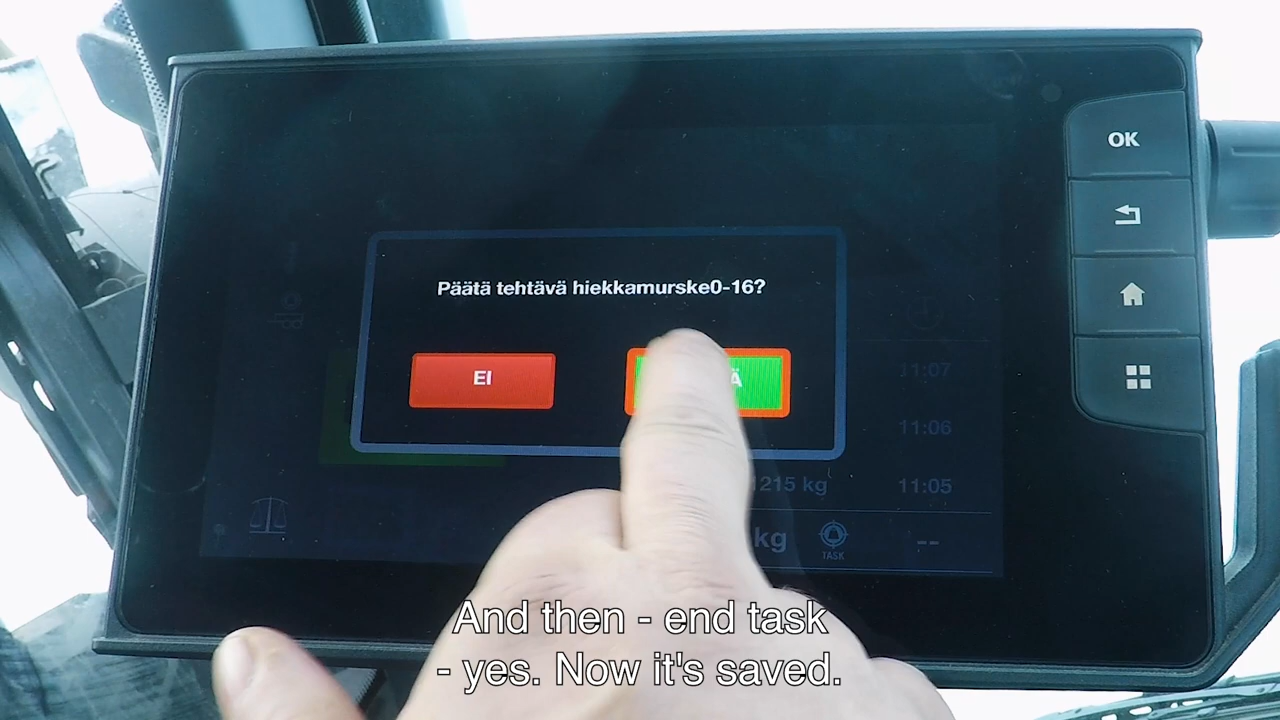 OK
Päätä tehtävä hiekkamurske0-16?
EI
11:07
11:06
1215 kg
11:05
kg
TASK
--
And then - end task
- yes. Now it's saved.